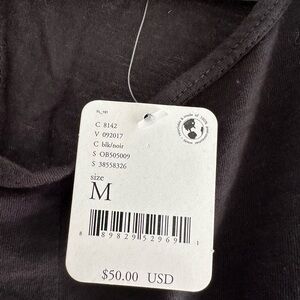 C 8142
V 092017
C blk/noir
S OB505009
S 38558326
size
M
8 89829 52969 1
$50.00 USD